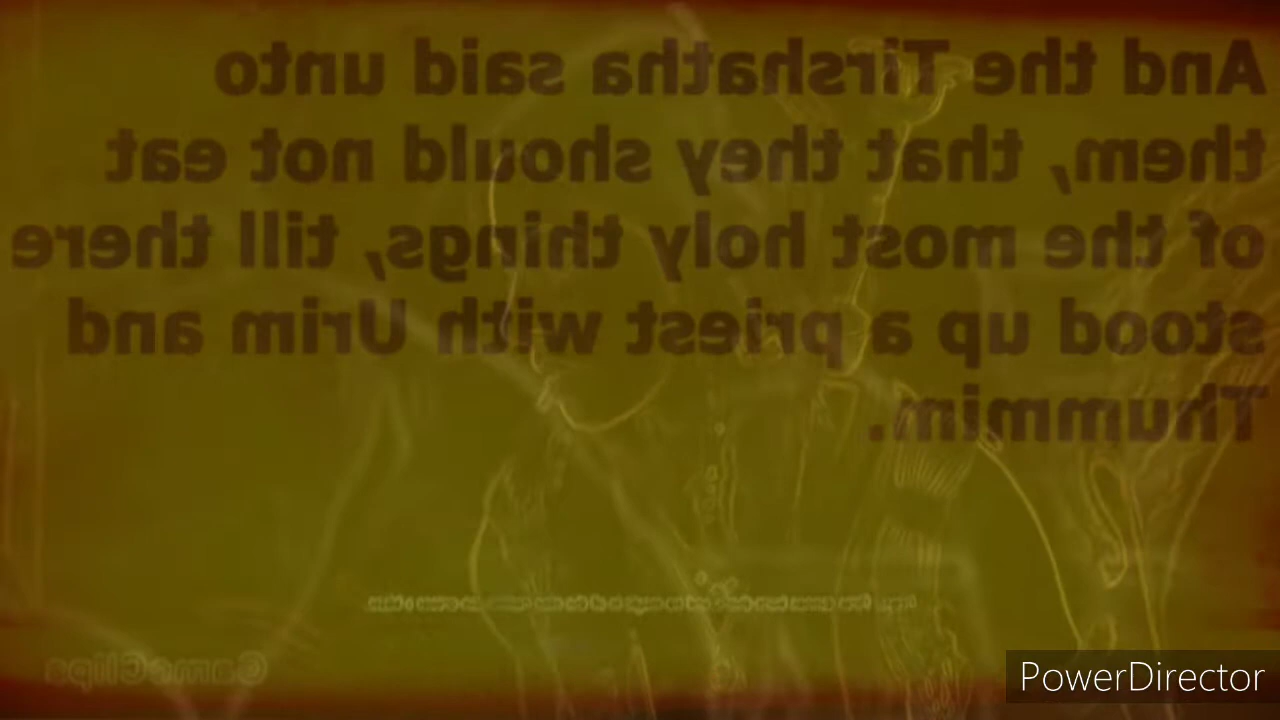 And the Tirshatha said unto
them, that they should not eat
of the most holy things, till there
stood up a priest with Urim and
Thummim.
GameClips
PowerDirector